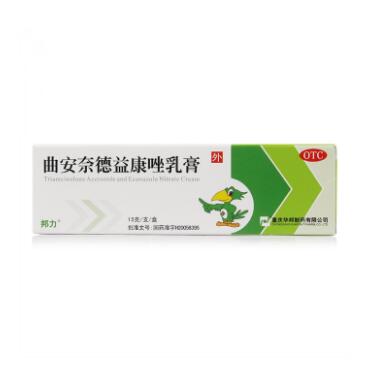 外
OTC
曲安奈德益康唑乳膏
Triamcinolone Acetonide and Econazole Nitrate Cream
邦力
13克/支/盒
批准文号:国药准字H20056395
重庆华邦制药有限公司